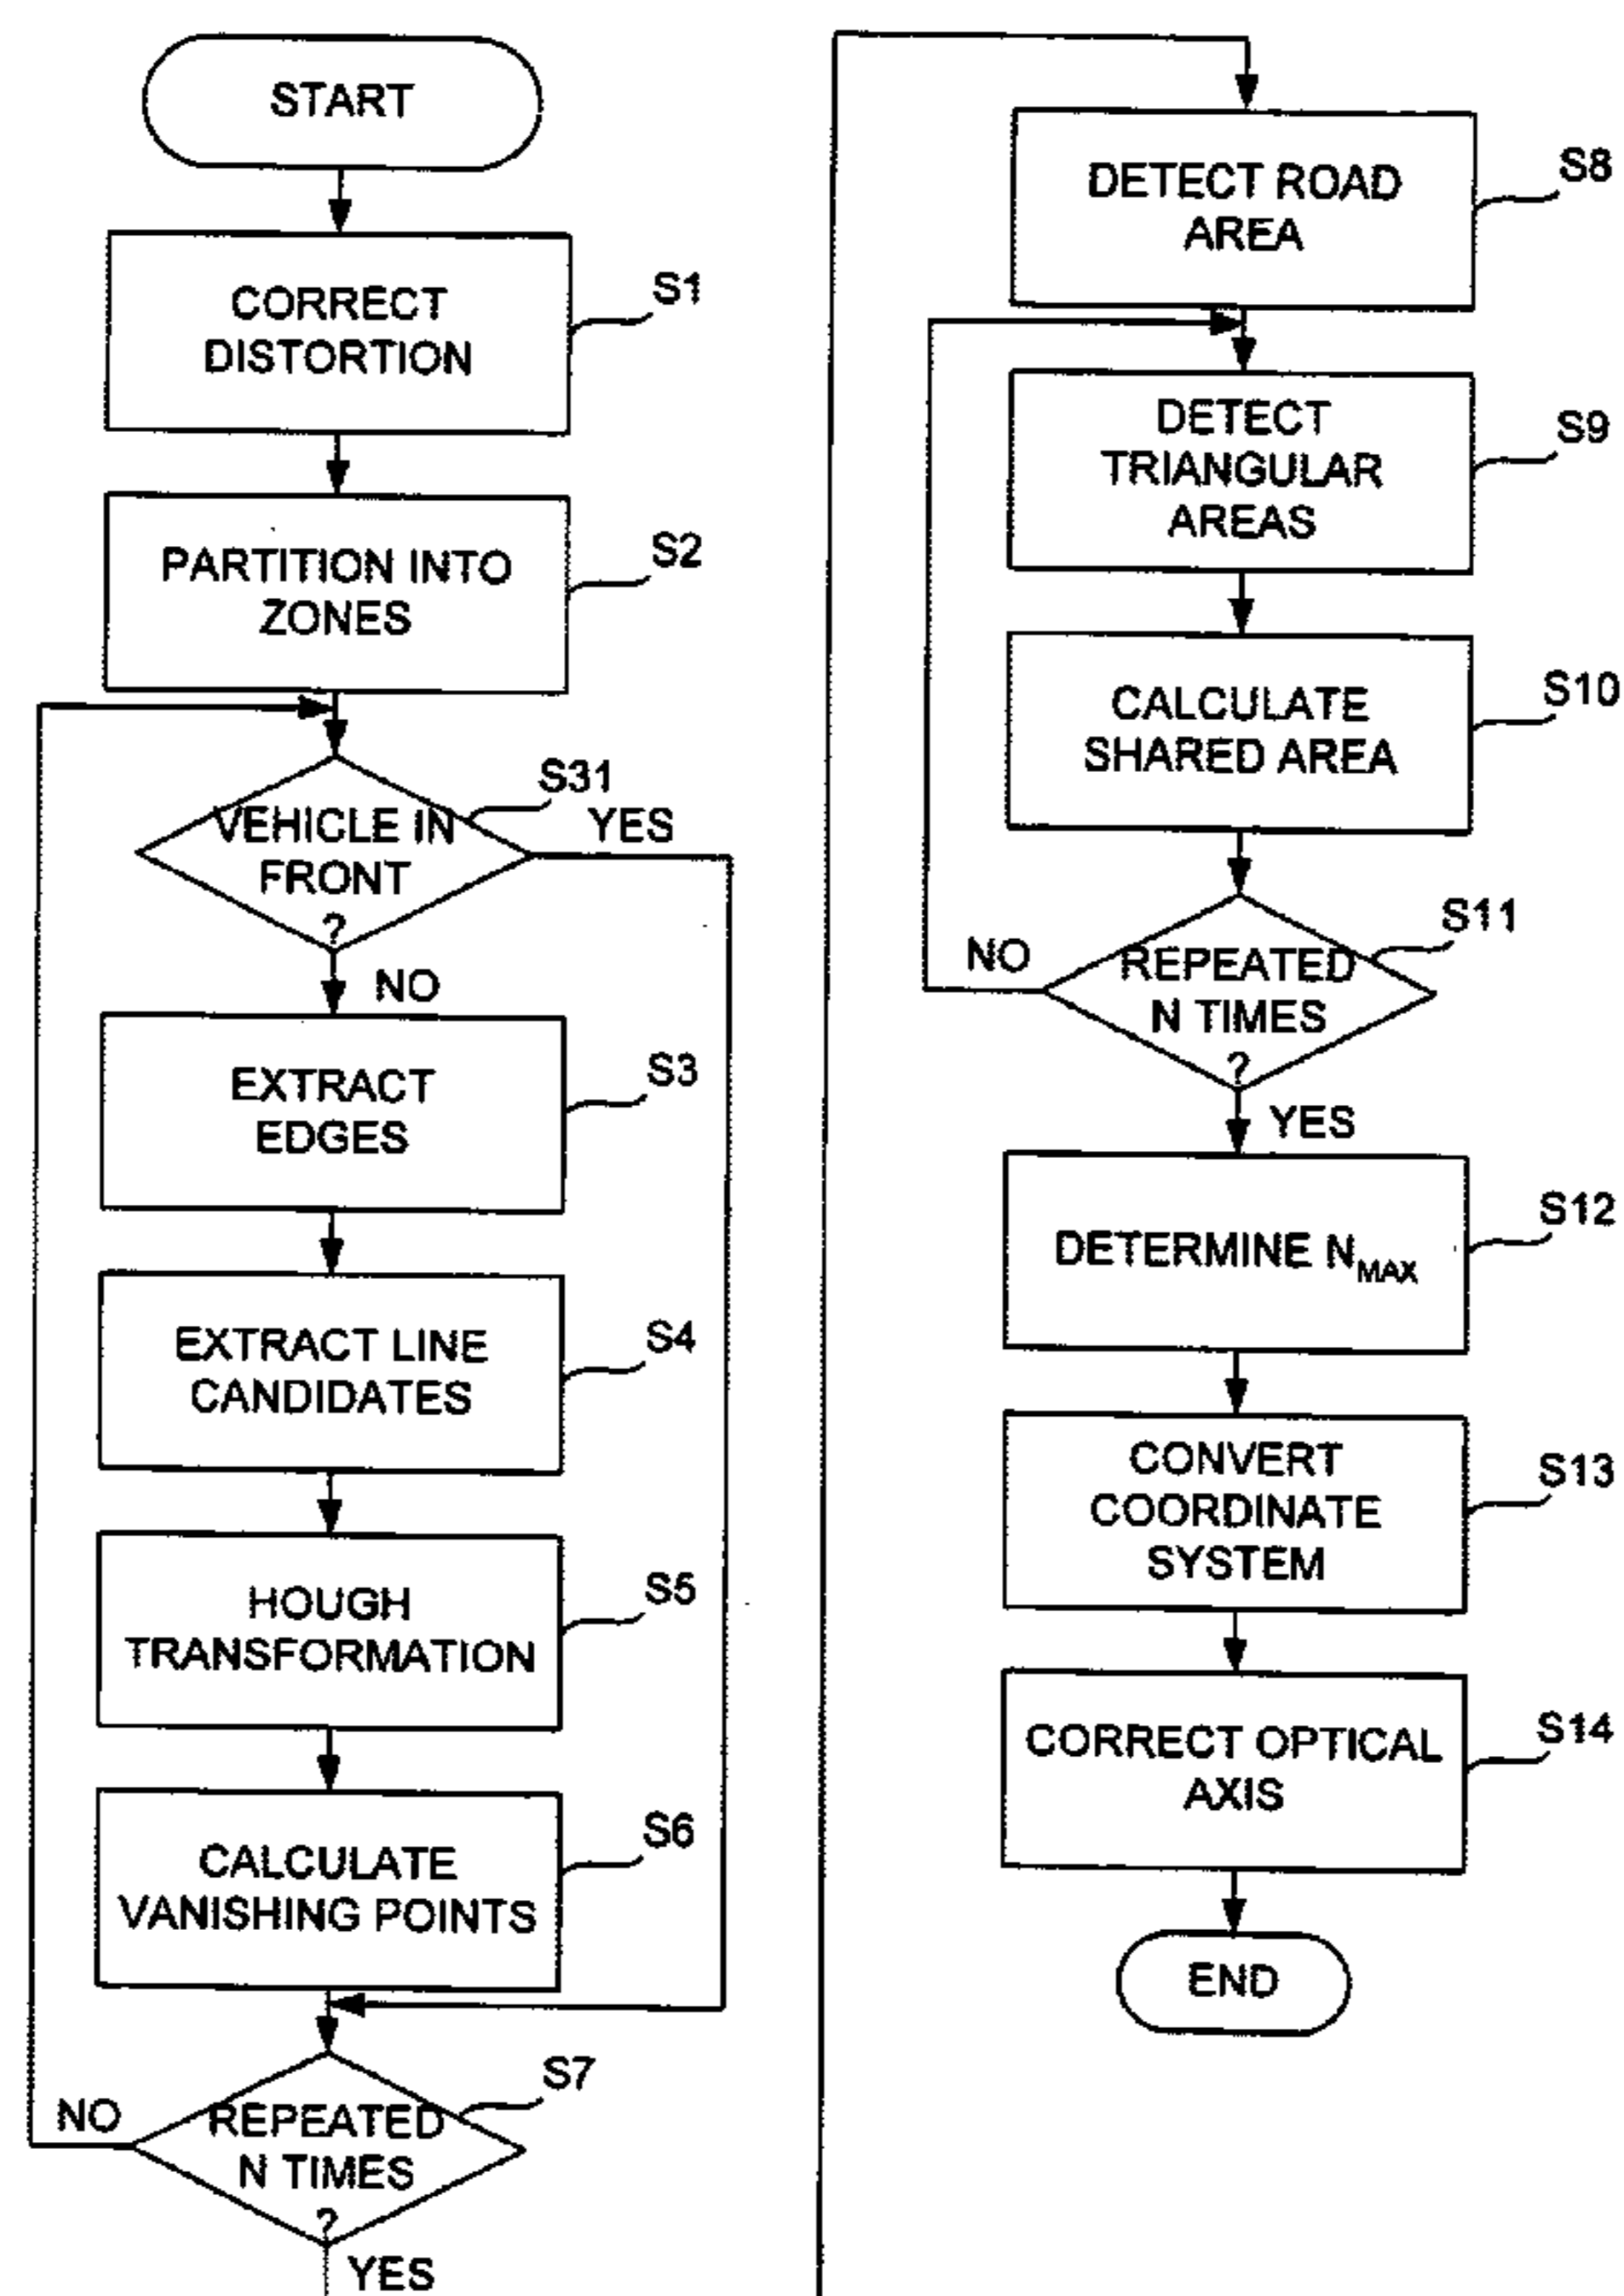 START
CORRECT
DISTORTION
S1
PARTITION INTO
ZONES
S2
VEHICLE IN
FRONT
?
S31
YES
NO
EXTRACT
EDGES
S3
EXTRACT LINE
CANDIDATES
S4
HOUGH
TRANSFORMATION
S5
CALCULATE
VANISHING POINTS
S6
REPEATED
N TIMES
?
S7
NO
YES
DETECT ROAD
AREA
S8
DETECT
TRIANGULAR
AREAS
S9
CALCULATE
SHARED AREA
S10
REPEATED
N TIMES
?
S11
NO
YES
DETERMINE NMAX
S12
CONVERT
COORDINATE
SYSTEM
S13
CORRECT OPTICAL
AXIS
S14
END